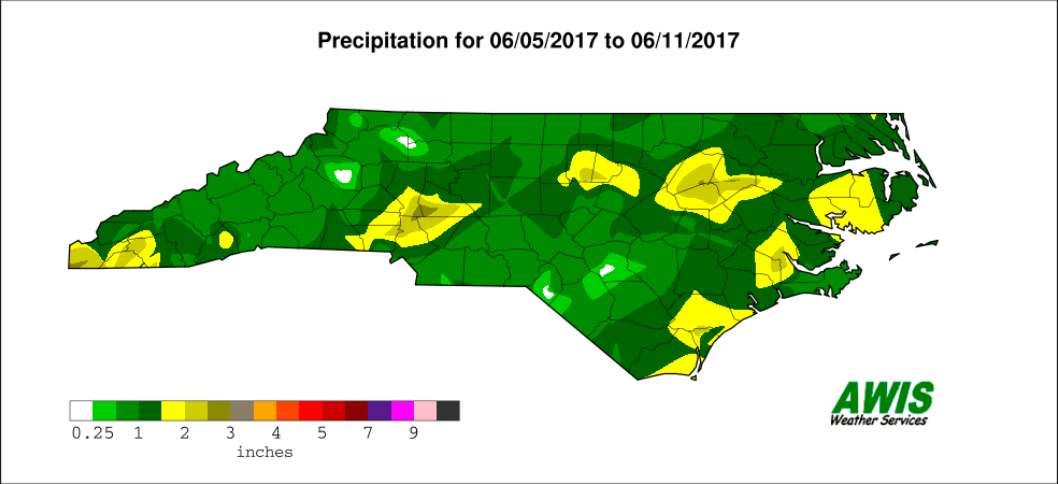 Precipitation for 06/05/2017 to 06/11/2017
0.25 1 2 3 4 5 7 9
inches
AWIS
Weather Services